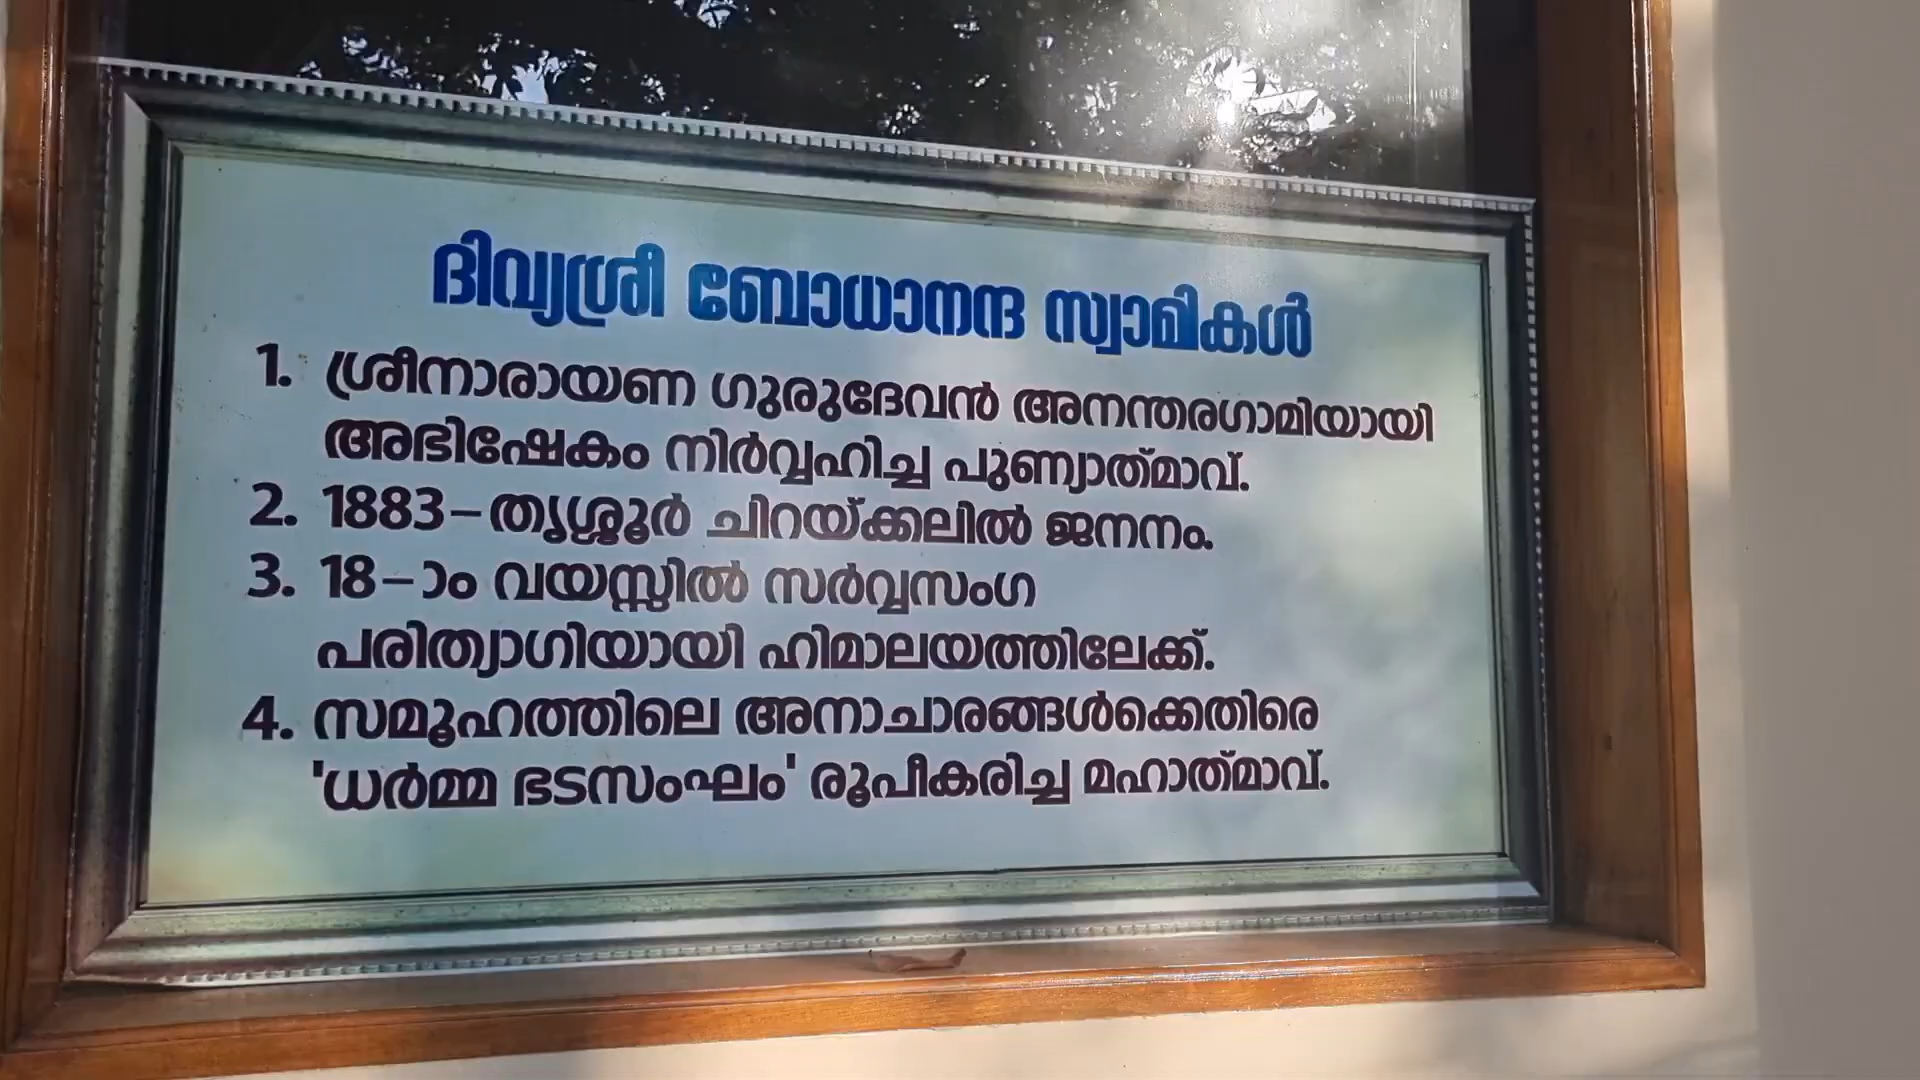 ദിവ്യശ്രീ ബോധാനന്ദ സ്വാമികൾ
1. ശ്രീനാരായണ ഗുരുദേവൻ അനന്തരഗാമിയായി
അഭിഷേകം നിർവ്വഹിച്ച പുണ്യാത്മാവ്.
2. 1883-തൃശ്ശൂർ ചിറയ്ക്കലിൽ ജനനം.
3. 18-ാം വയസ്സിൽ സർവ്വസംഗ
പരിത്യാഗിയായി ഹിമാലയത്തിലേക്ക്.
4. സമൂഹത്തിലെ അനാചാരങ്ങൾക്കെതിരെ
'ധർമ്മ ഭടസംഘം' രൂപീകരിച്ച മഹാത്മാവ്.